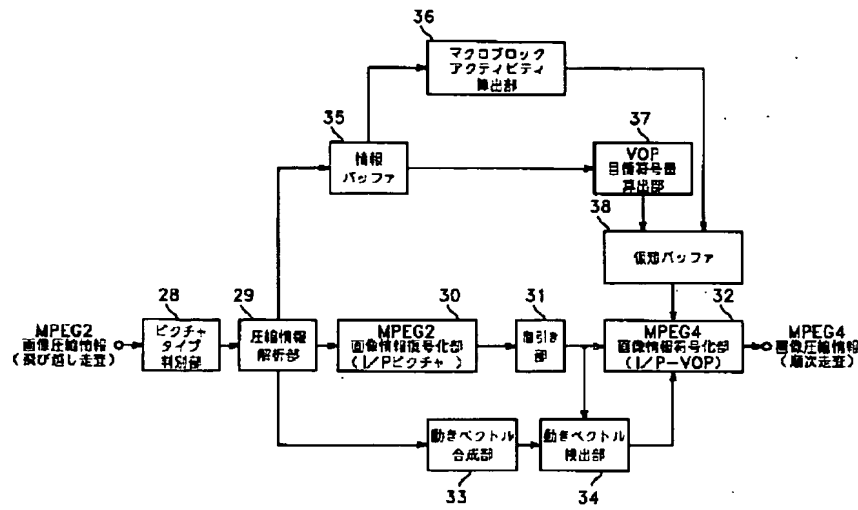 36
マクロブロック
アクティビティ
算出部
35
情報
バッファ
37
VOP
目標符号量
算出部
38
仮想バッファ
28
ピクチャ
タイプ
判別部
29
圧縮情報
解析部
30
MPEG2
画像情報復号化部
(I/Pピクチャ)
31
間引き
部
32
MPEG4
画像情報符号化部
(I/P-VOP)
MPEG2
画像圧縮情報
(飛び越し走査)
MPEG4
画像圧縮情報
(順次走査)
動きベクトル
合成部
33
動きベクトル
検出部
34